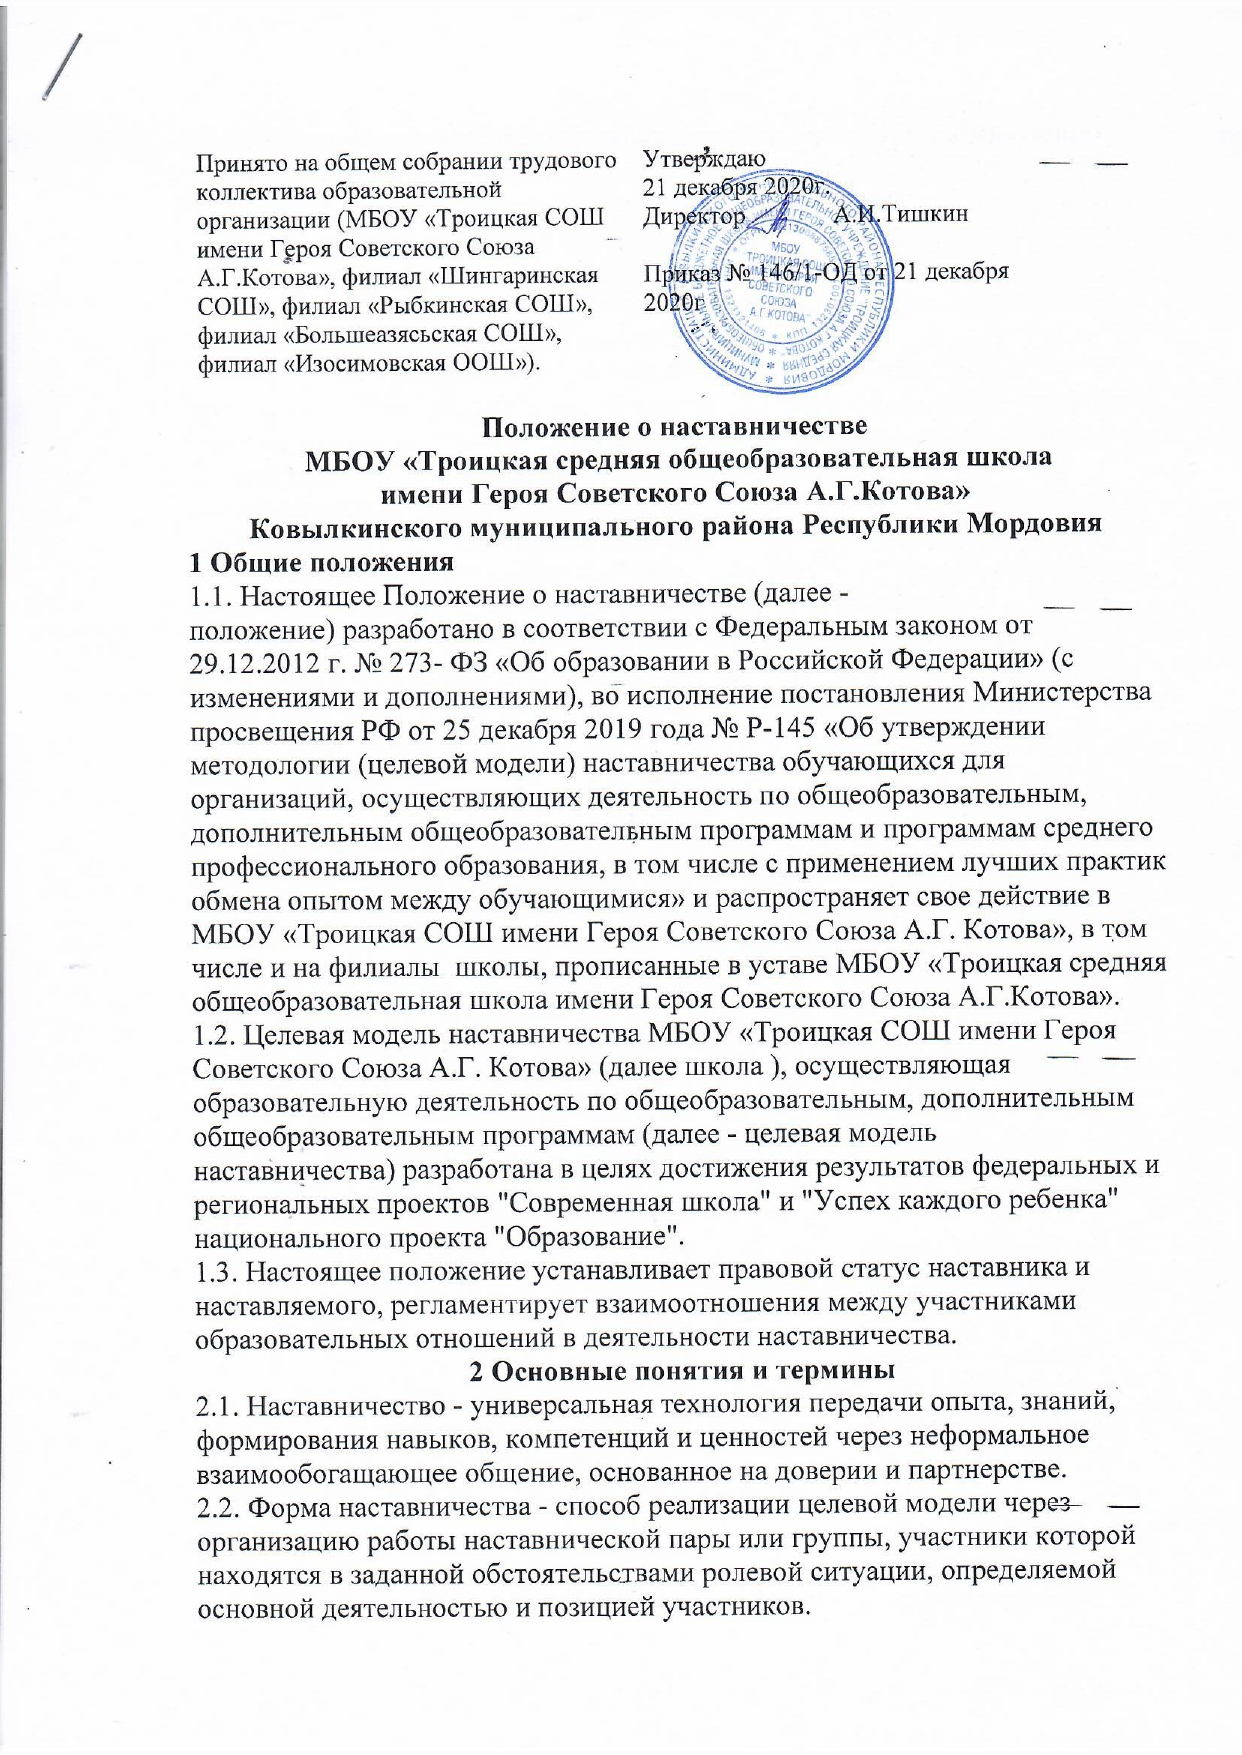 Принято на общем собрании трудового
коллектива образовательной
организации (МБОУ «Троицкая СОШ
имени Героя Советского Союза
А.Г.Котова», филиал «Шингаринская
СОШ», филиал «Рыбкинская СОШ»,
филиал «Большеазясьская СОШ»,
филиал «Изосимовская ООШ»).
Утверждаю
21 декабря 2020г.
Директор А.И.Тишкин
Приказ № 146/1-ОД от 21 декабря
2020г
МБОУ
ТРОИЦКАЯ СОШ
ИМЕНИ ГЕРОЯ
СОВЕТСКОГО
СОЮЗА
А.Г.КОТОВА
Положение о наставничестве
МБОУ «Троицкая средняя общеобразовательная школа
имени Героя Советского Союза А.Г.Котова»
Ковылкинского муниципального района Республики Мордовия
1 Общие положения
1.1. Настоящее Положение о наставничестве (далее -
положение) разработано в соответствии с Федеральным законом от
29.12.2012 г. № 273- ФЗ «Об образовании в Российской Федерации» (с
изменениями и дополнениями), во исполнение постановления Министерства
просвещения РФ от 25 декабря 2019 года № Р-145 «Об утверждении
методологии (целевой модели) наставничества обучающихся для
организаций, осуществляющих деятельность по общеобразовательным,
дополнительным общеобразовательным программам и программам среднего
профессионального образования, в том числе с применением лучших практик
обмена опытом между обучающимися» и распространяет свое действие в
МБОУ «Троицкая СОШ имени Героя Советского Союза А.Г. Котова», в том
числе и на филиалы школы, прописанные в уставе МБОУ «Троицкая средняя
общеобразовательная школа имени Героя Советского Союза А.Г.Котова».
1.2. Целевая модель наставничества МБОУ «Троицкая СОШ имени Героя
Советского Союза А.Г. Котова» (далее школа ), осуществляющая
образовательную деятельность по общеобразовательным, дополнительным
общеобразовательным программам (далее - целевая модель
наставничества) разработана в целях достижения результатов федеральных и
региональных проектов "Современная школа" и "Успех каждого ребенка"
национального проекта "Образование".
1.3. Настоящее положение устанавливает правовой статус наставника и
наставляемого, регламентирует взаимоотношения между участниками
образовательных отношений в деятельности наставничества.
2 Основные понятия и термины
2.1. Наставничество - универсальная технология передачи опыта, знаний,
формирования навыков, компетенций и ценностей через неформальное
взаимообогащающее общение, основанное на доверии и партнерстве.
2.2. Форма наставничества - способ реализации целевой модели через
организацию работы наставнической пары или группы, участники которой
находятся в заданной обстоятельствами ролевой ситуации, определяемой
основной деятельностью и позицией участников.